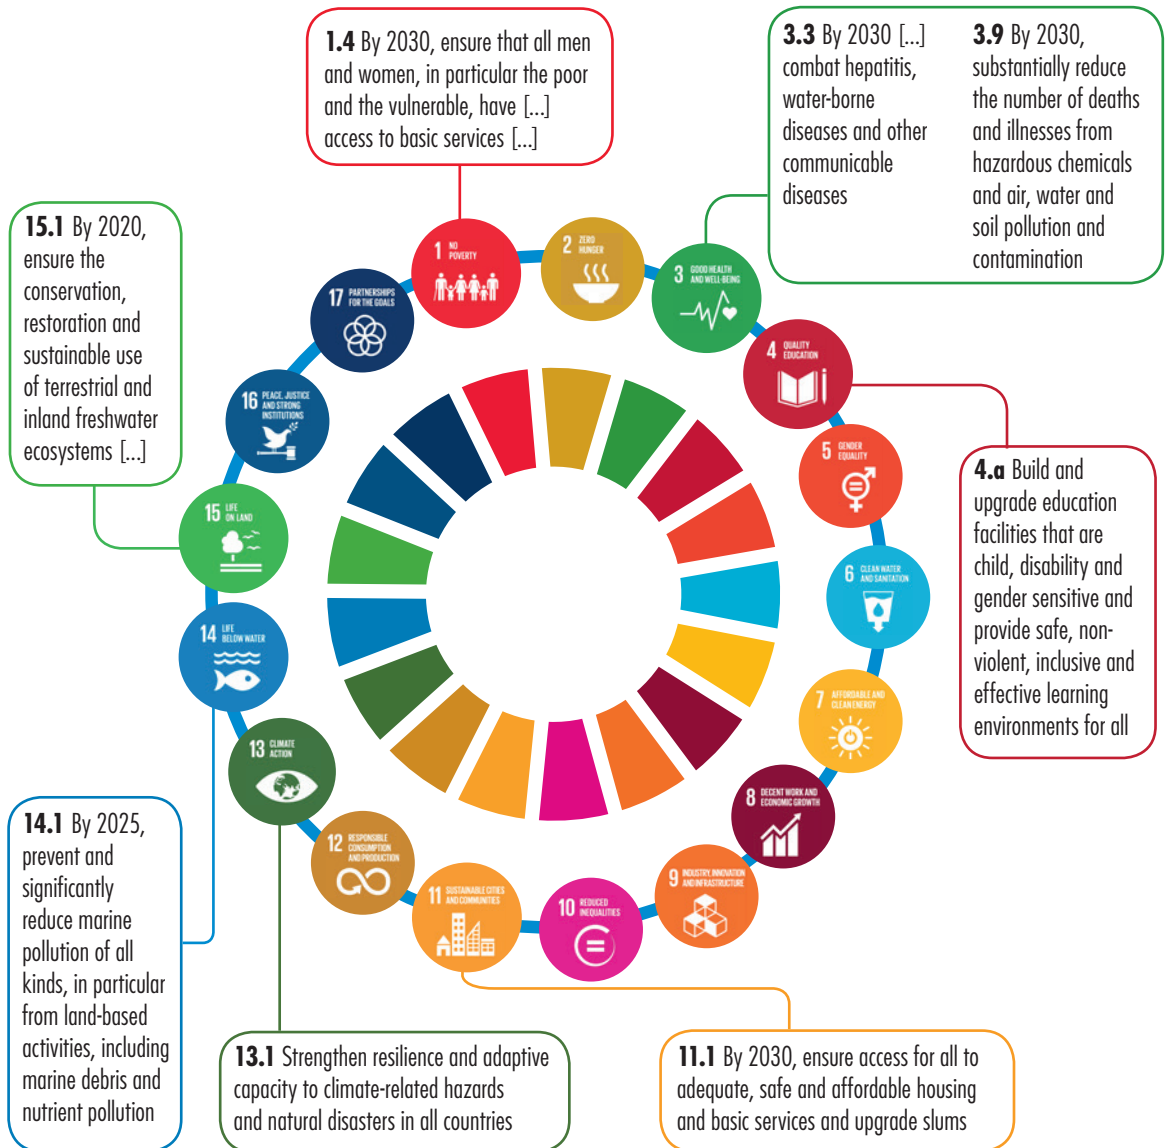 1.4 By 2030, ensure that all men
and women, in particular the poor
and the vulnerable, have [...]
access to basic services [...]
3.3 By 2030 [...]
combat hepatitis,
water-borne
diseases and other
communicable
diseases
3.9 By 2030,
substantially reduce
the number of deaths
and illnesses from
hazardous chemicals
and air, water and
soil pollution and
contamination
15.1 By 2020,
ensure the
conservation,
restoration and
sustainable use
of terrestrial and
inland freshwater
ecosystems [...]
4.a Build and
upgrade education
facilities that are
child, disability and
gender sensitive and
provide safe, non-
violent, inclusive and
effective learning
environments for all
1 NO
POVERTY
2 ZERO
HUNGER
3 GOOD HEALTH
AND WELL-BEING
4 QUALITY
EDUCATION
5 GENDER
EQUALITY
6 CLEAN WATER
AND SANITATION
7 AFFORDABLE AND
CLEAN ENERGY
8 DECENT WORK AND
ECONOMIC GROWTH
9 INDUSTRY, INNOVATION
AND INFRASTRUCTURE
10 REDUCED
INEQUALITIES
11 SUSTAINABLE CITIES
AND COMMUNITIES
12 RESPONSIBLE
CONSUMPTION
AND PRODUCTION
13 CLIMATE
ACTION
14 LIFE
BELOW WATER
15 LIFE
ON LAND
16 PEACE, JUSTICE
AND STRONG
INSTITUTIONS
17 PARTNERSHIPS
FOR THE GOALS
14.1 By 2025,
prevent and
significantly
reduce marine
pollution of all
kinds, in particular
from land-based
activities, including
marine debris and
nutrient pollution
13.1 Strengthen resilience and adaptive
capacity to climate-related hazards
and natural disasters in all countries
11.1 By 2030, ensure access for all to
adequate, safe and affordable housing
and basic services and upgrade slums